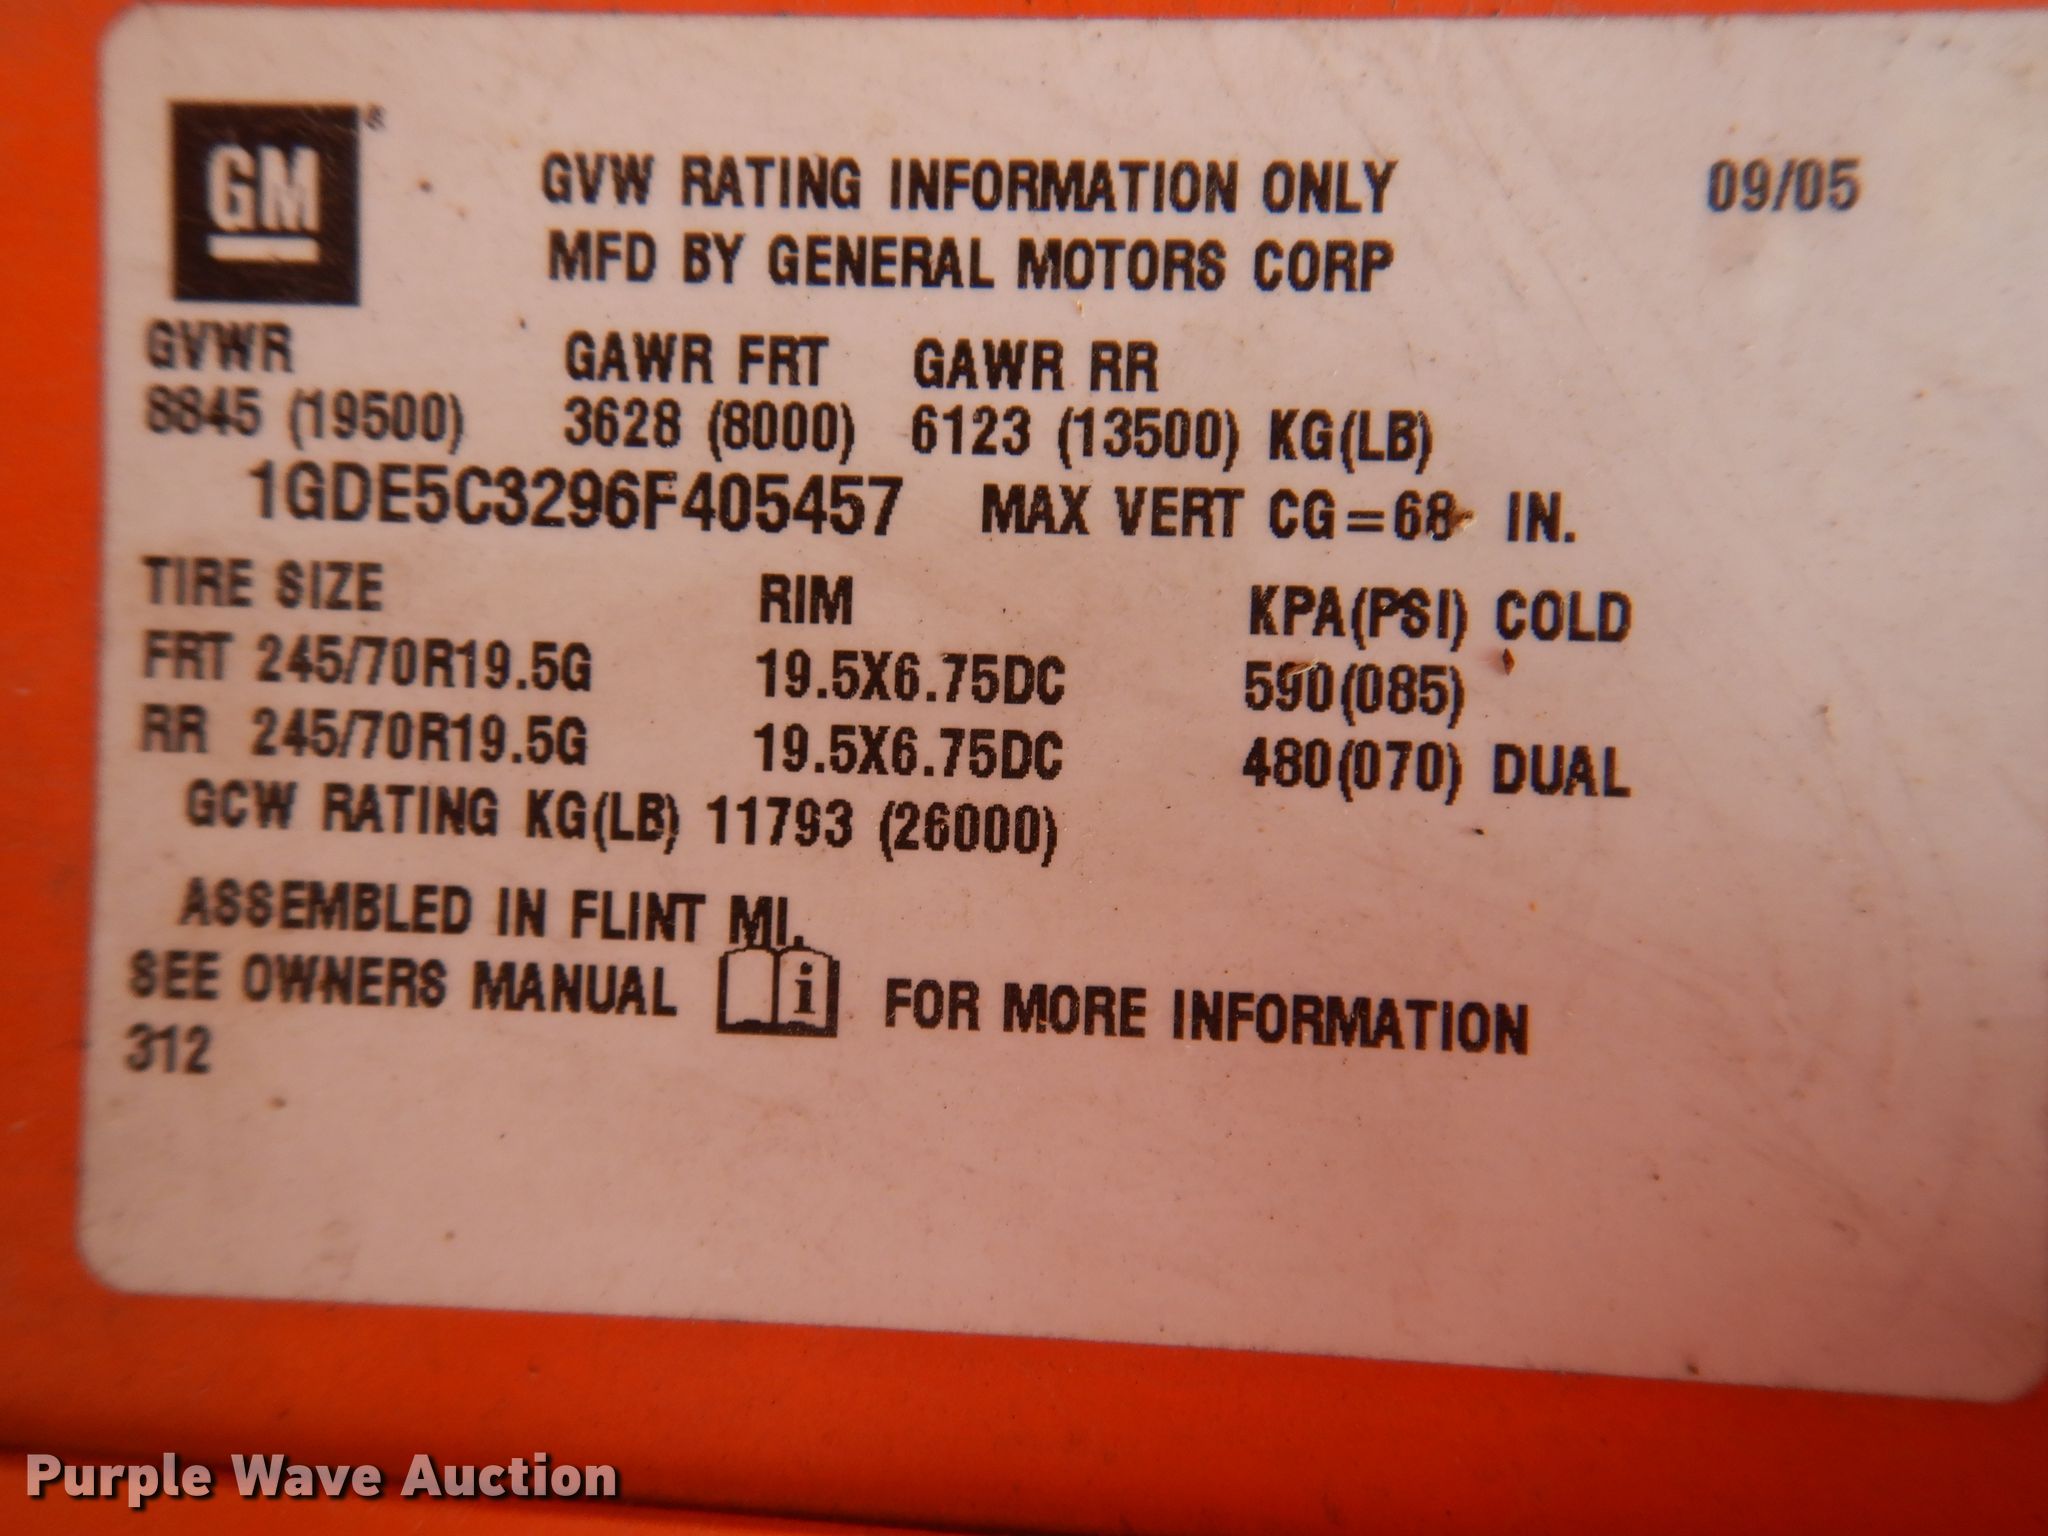 GM®
GVW RATING INFORMATION ONLY 09/05
MFD BY GENERAL MOTORS CORP
GVWR GAWR FRT GAWR RR
8845 (19500) 3628 (8000) 6123 (13500) KG(LB)
1GDE5C3296F405457 MAX VERT CG=68 IN.
TIRE SIZE RIM KPA(PSI) COLD
FRT 245/70R19.5G 19.5X6.75DC 590(085)
RR 245/70R19.5G 19.5X6.75DC 480(070) DUAL
GCW RATING KG(LB) 11793 (26000)
ASSEMBLED IN FLINT MI.
SEE OWNERS MANUAL i FOR MORE INFORMATION
312
Purple Wave Auction